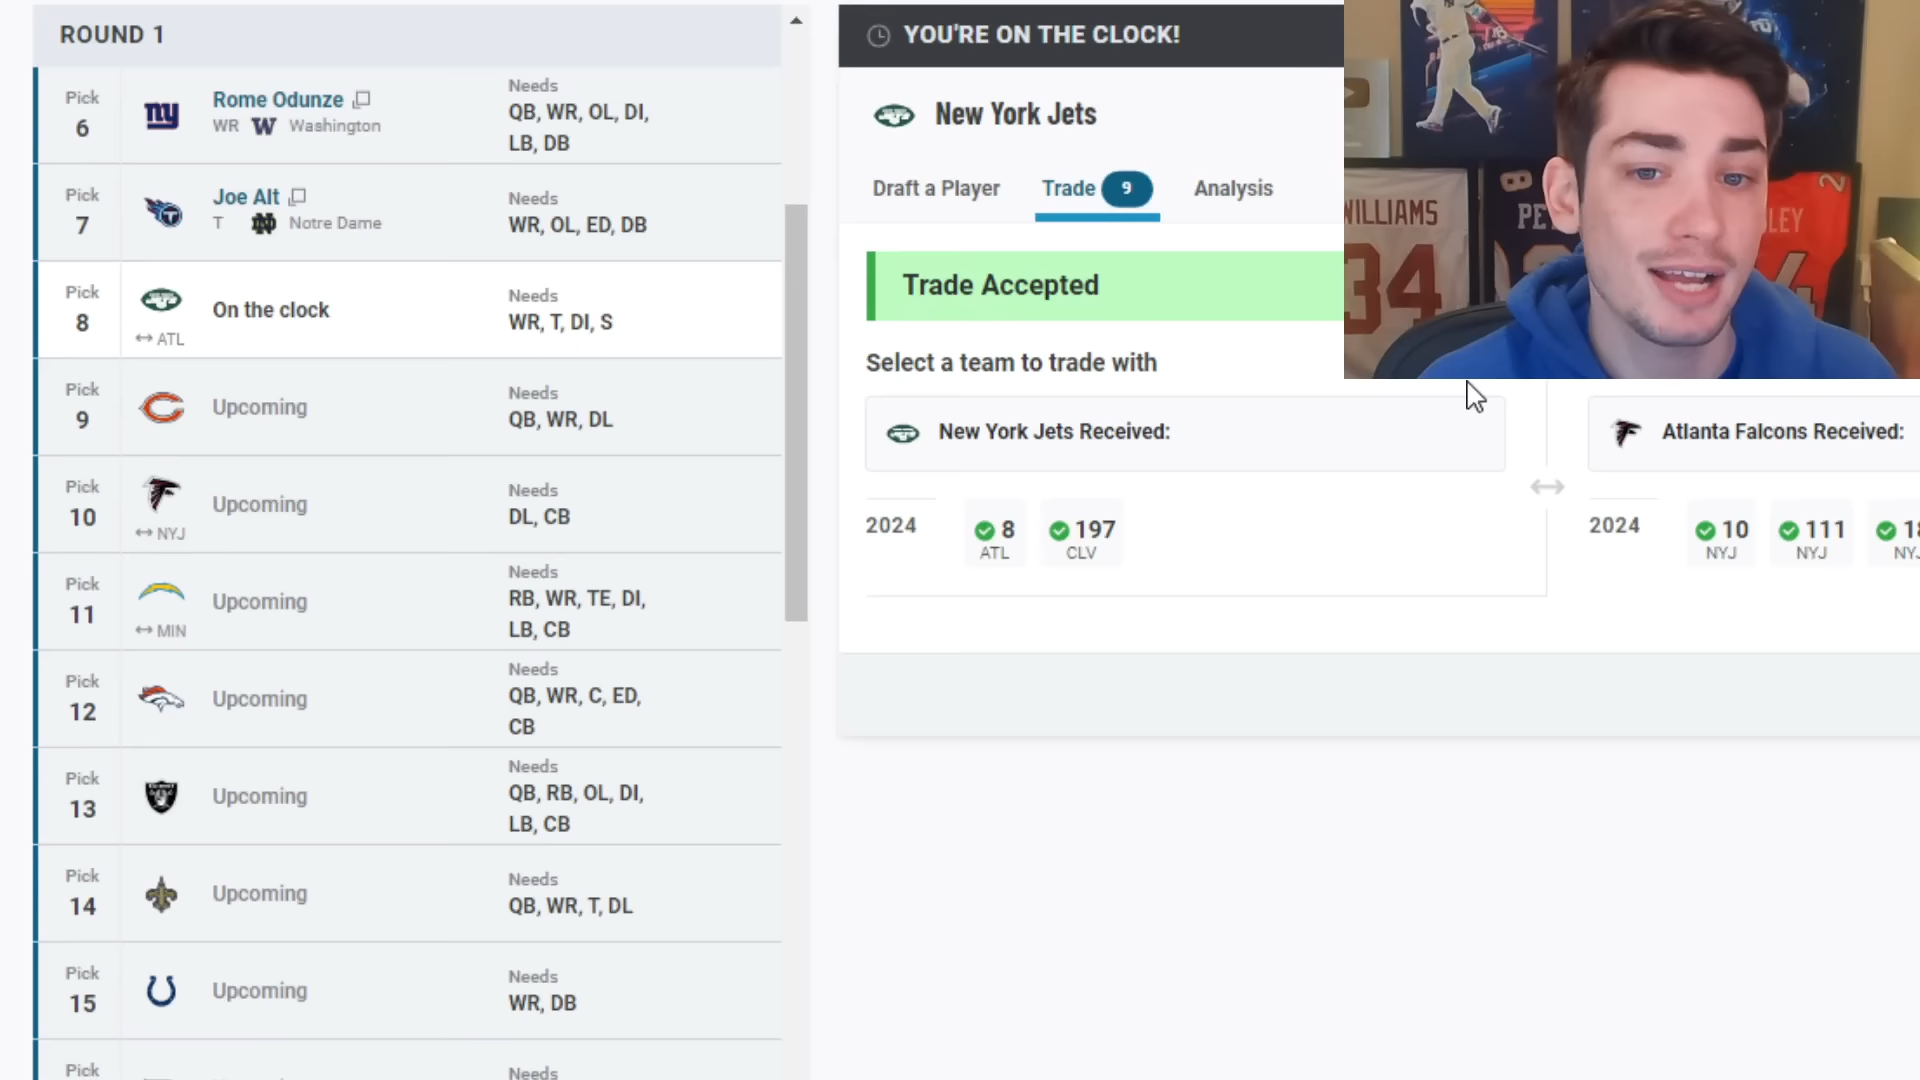 ROUND 1
Pick
6
Rome Odunze
WR Washington
Needs
QB, WR, OL, DI,
LB, DB
Pick
7
Joe Alt
T Notre Dame
Needs
WR, OL, ED, DB
Pick
8
ATL
On the clock
Needs
WR, T, DI, S
Pick
9
Upcoming
Needs
QB, WR, DL
Pick
10
NYJ
Upcoming
Needs
DL, CB
Pick
11
MIN
Upcoming
Needs
RB, WR, TE, DI,
LB, CB
Pick
12
Upcoming
Needs
QB, WR, C, ED,
CB
Pick
13
Upcoming
Needs
QB, RB, OL, DI,
LB, CB
Pick
14
Upcoming
Needs
QB, WR, T, DL
Pick
15
Upcoming
Needs
WR, DB
Pick
Needs
YOU'RE ON THE CLOCK!
New York Jets
Draft a Player Trade 9 Analysis
Trade Accepted
Select a team to trade with
New York Jets Received:
2024 8 197
ATL CLV
Atlanta Falcons Received:
2024 10 111 18
NYJ NYJ NYJ
WILLIAMS
34
PE
LEY
2